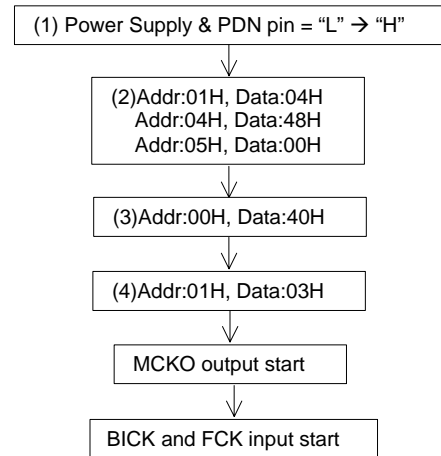 (1) Power Supply & PDN pin = “L” → “H”
(2)Addr:01H, Data:04H
Addr:04H, Data:48H
Addr:05H, Data:00H
(3)Addr:00H, Data:40H
(4)Addr:01H, Data:03H
MCKO output start
BICK and FCK input start